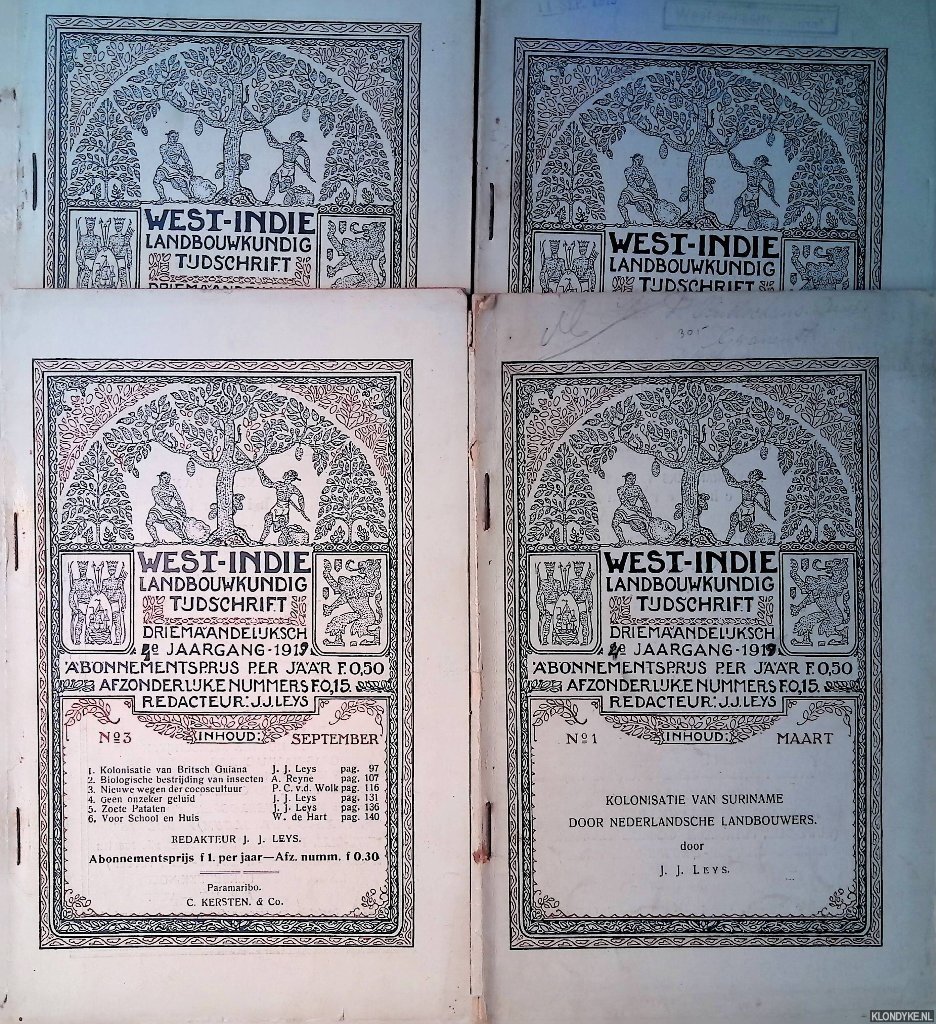 WEST-INDIE
LANDBOUWKUNDIG
TIJDSCHRIFT
WEST-INDIE
LANDBOUWKUNDIG
TIJDSCHRIFT
WEST-INDIE
LANDBOUWKUNDIG
TIJDSCHRIFT
DRIEMAANDELIJKSCH
4e JAARGANG-1919
ABONNEMENTSPRIJS PER JAAR F.0,50
AFZONDERLIJKE NUMMERS F.0,15
REDACTEUR: J.J. LEYS
No 3 INHOUD: SEPTEMBER
1. Kolonisatie van Britsch Guiana J. J. Leys pag. 97
2. Biologische bestrijding van insecten A. Reyne pag. 107
3. Nieuwe wegen der cocoscultuur P. C. v.d. Wolk pag. 116
4. Geen onzeker geluid J. J. Leys pag. 131
5. Zoete Pataten J. J. Leys pag. 136
6. Voor School en Huis W. de Hart pag. 140
REDAKTEUR J. J. LEYS.
Abonnementsprijs f 1. per jaar—Afz. numm. f 0.30
Paramaribo.
C. KERSTEN. & Co.
305
WEST-INDIE
LANDBOUWKUNDIG
TIJDSCHRIFT
DRIEMAANDELIJKSCH
4e JAARGANG-1919
ABONNEMENTSPRIJS PER JAAR F.0,50
AFZONDERLIJKE NUMMERS F.0,15
REDACTEUR: J.J. LEYS
No 1 INHOUD: MAART
KOLONISATIE VAN SURINAME
DOOR NEDERLANDSCHE LANDBOUWERS.
door
J. J. LEYS.
KLONDYKE.NL